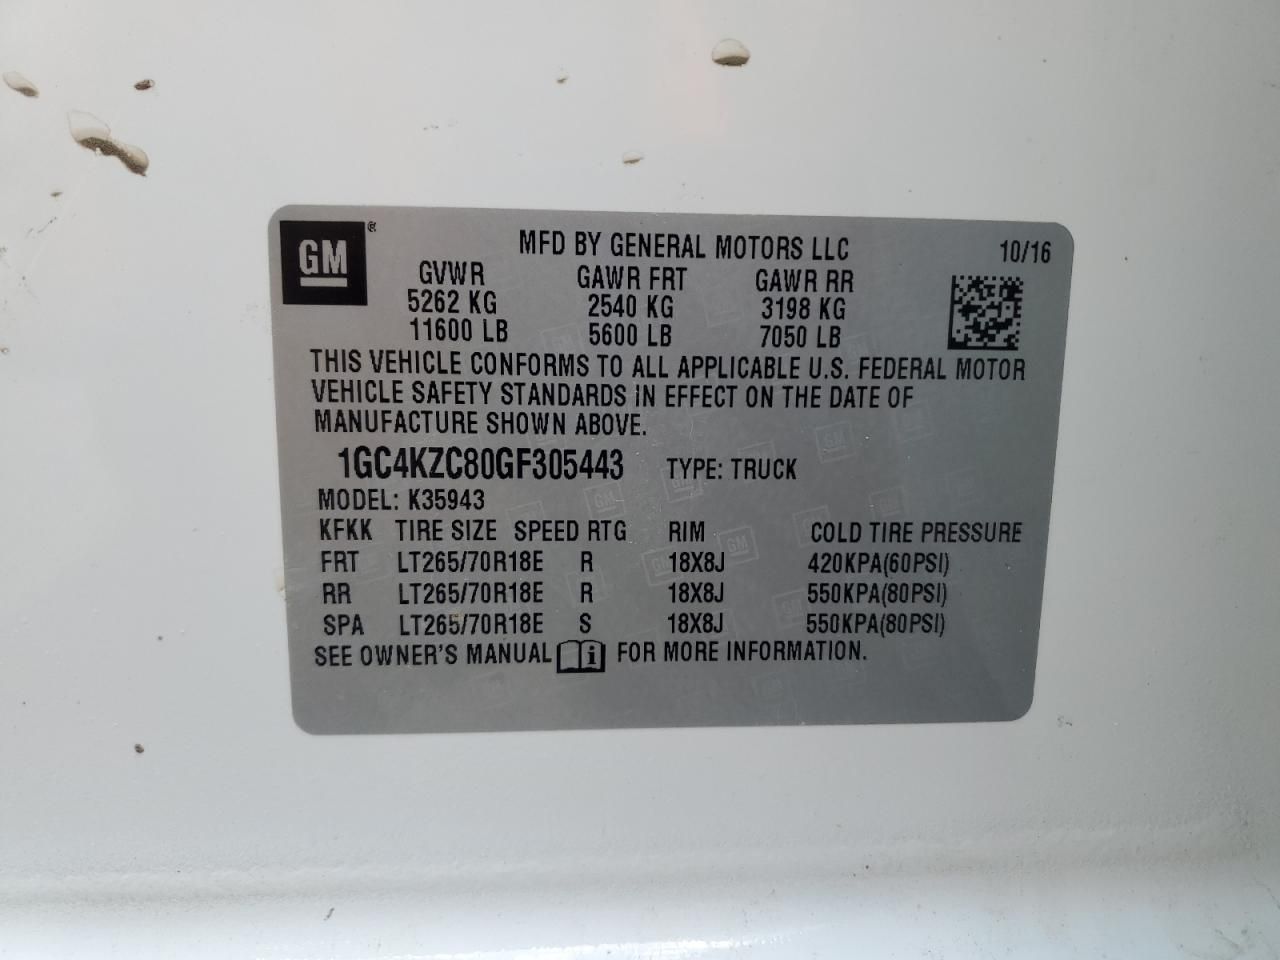 GM ®
MFD BY GENERAL MOTORS LLC 10/16
GVWR GAWR FRT GAWR RR
5262 KG 2540 KG 3198 KG
11600 LB 5600 LB 7050 LB
THIS VEHICLE CONFORMS TO ALL APPLICABLE U.S. FEDERAL MOTOR
VEHICLE SAFETY STANDARDS IN EFFECT ON THE DATE OF
MANUFACTURE SHOWN ABOVE.
1GC4KZC80GF305443 TYPE: TRUCK
MODEL: K35943
KFKK TIRE SIZE SPEED RTG RIM COLD TIRE PRESSURE
FRT LT265/70R18E R 18X8J 420KPA(60PSI)
RR LT265/70R18E R 18X8J 550KPA(80PSI)
SPA LT265/70R18E S 18X8J 550KPA(80PSI)
SEE OWNER'S MANUAL i FOR MORE INFORMATION.